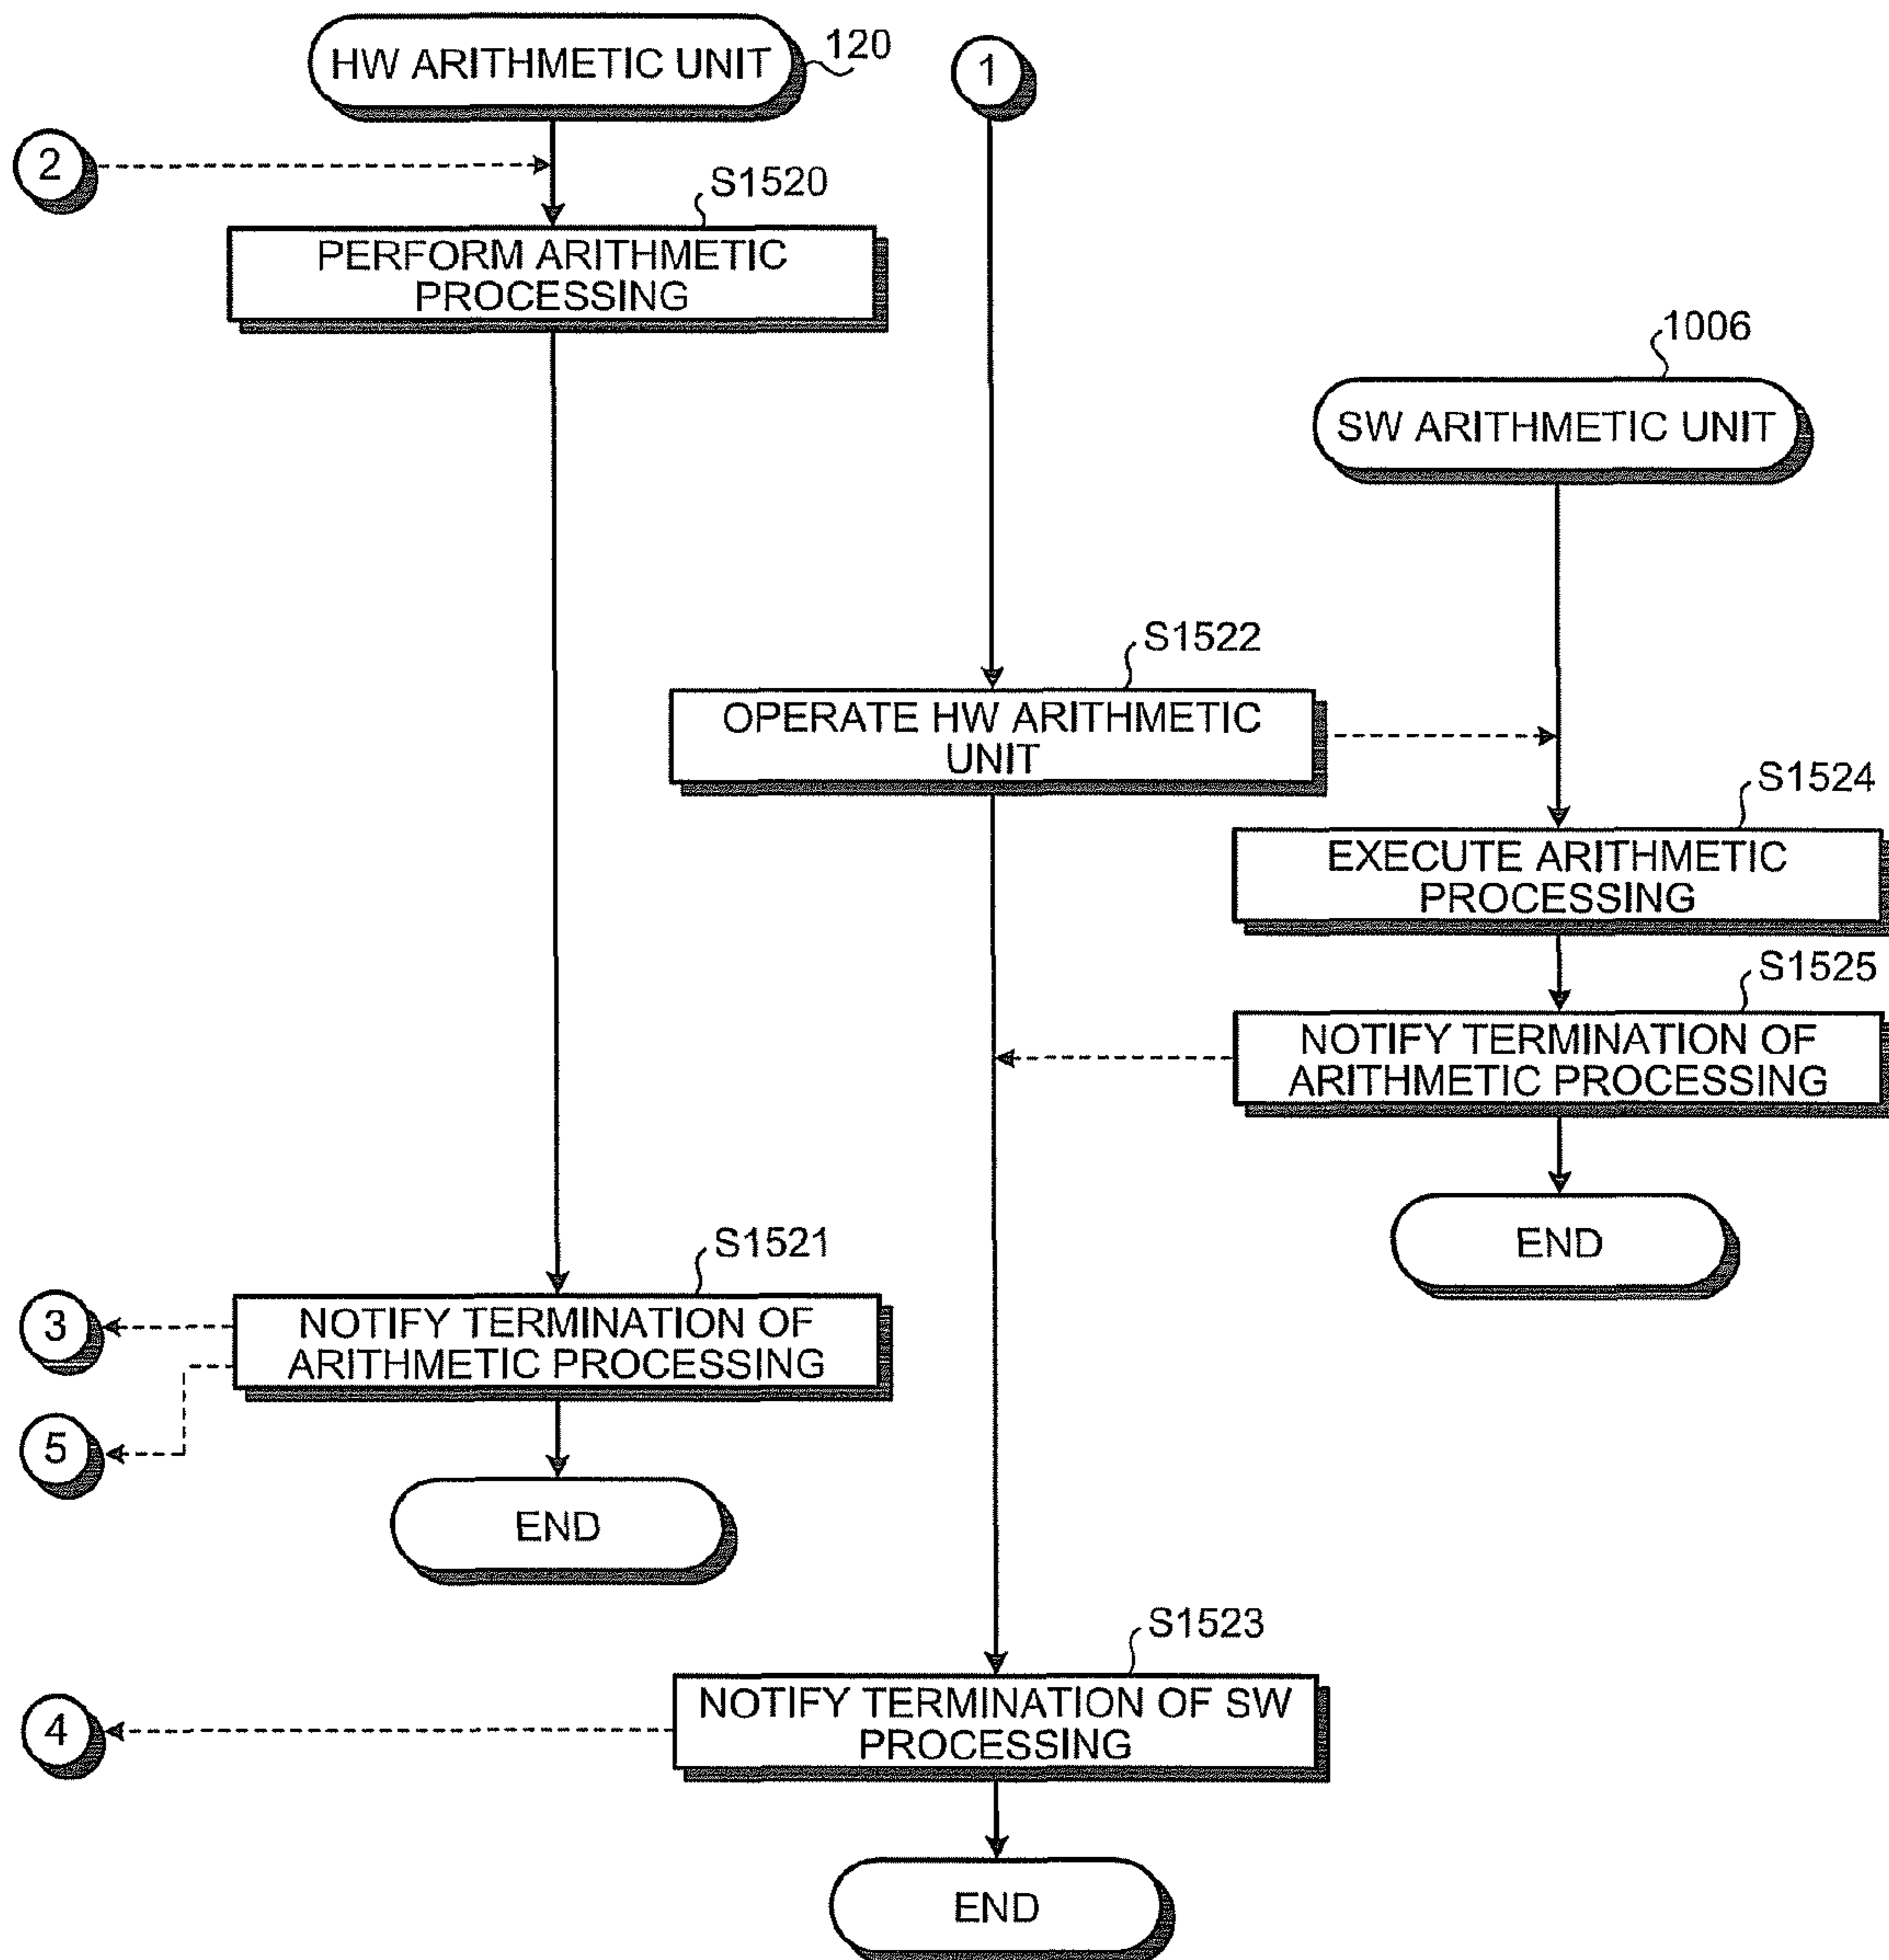 HW ARITHMETIC UNIT
120
1
2
S1520
PERFORM ARITHMETIC
PROCESSING
1006
SW ARITHMETIC UNIT
S1522
OPERATE HW ARITHMETIC
UNIT
S1524
EXECUTE ARITHMETIC
PROCESSING
S1525
NOTIFY TERMINATION OF
ARITHMETIC PROCESSING
END
S1521
3
NOTIFY TERMINATION OF
ARITHMETIC PROCESSING
5
END
S1523
4
NOTIFY TERMINATION OF SW
PROCESSING
END